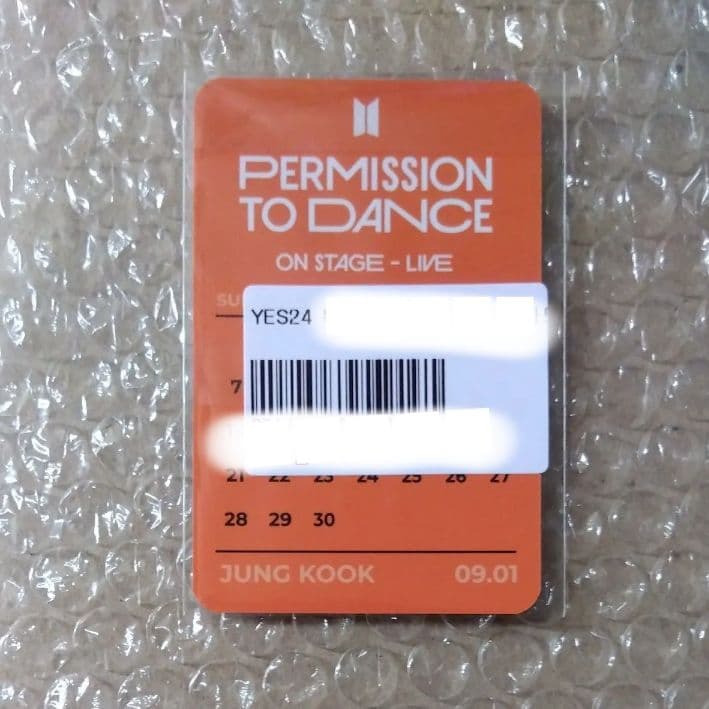 PERMISSION
TO DANCE
ON STAGE - LIVE
YES24
7
21 22 23 24 25 26 27
28 29 30
JUNG KOOK 09.01